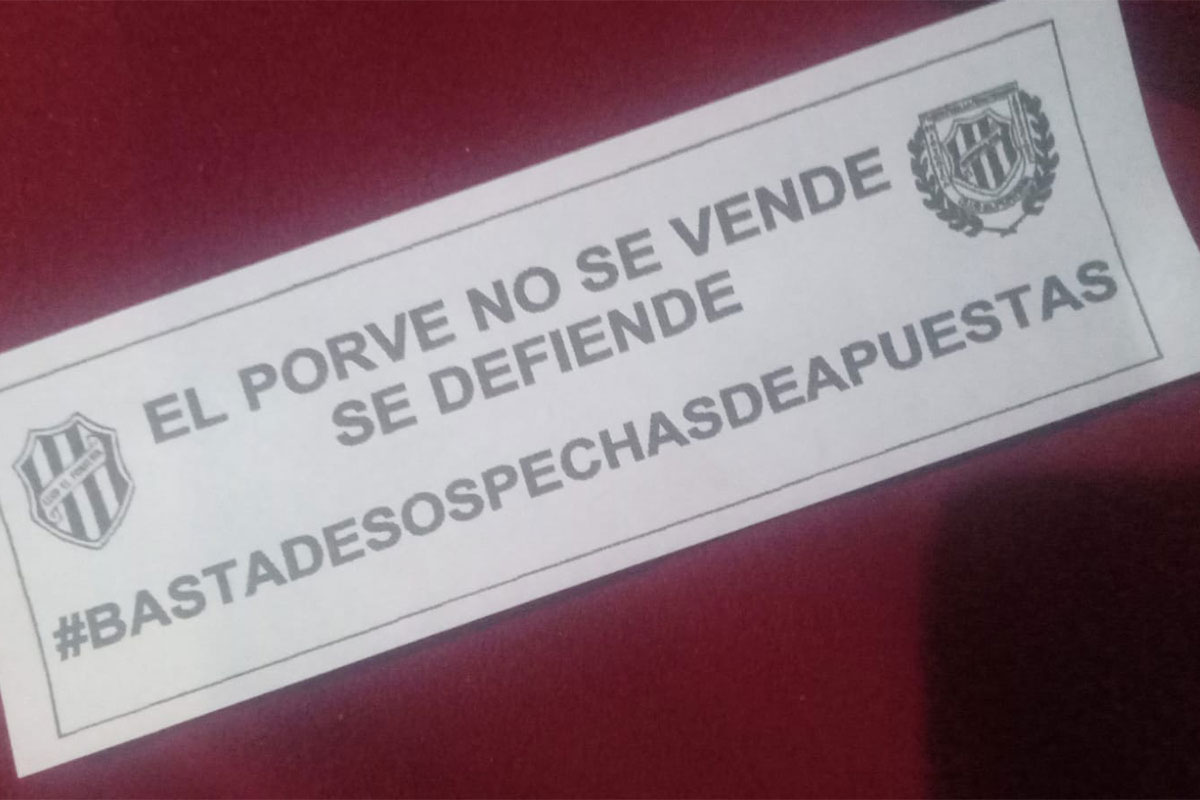 EL PORVE NO SE VENDE
SE DEFIENDE
#BASTADESOSPECHASDEAPUESTAS